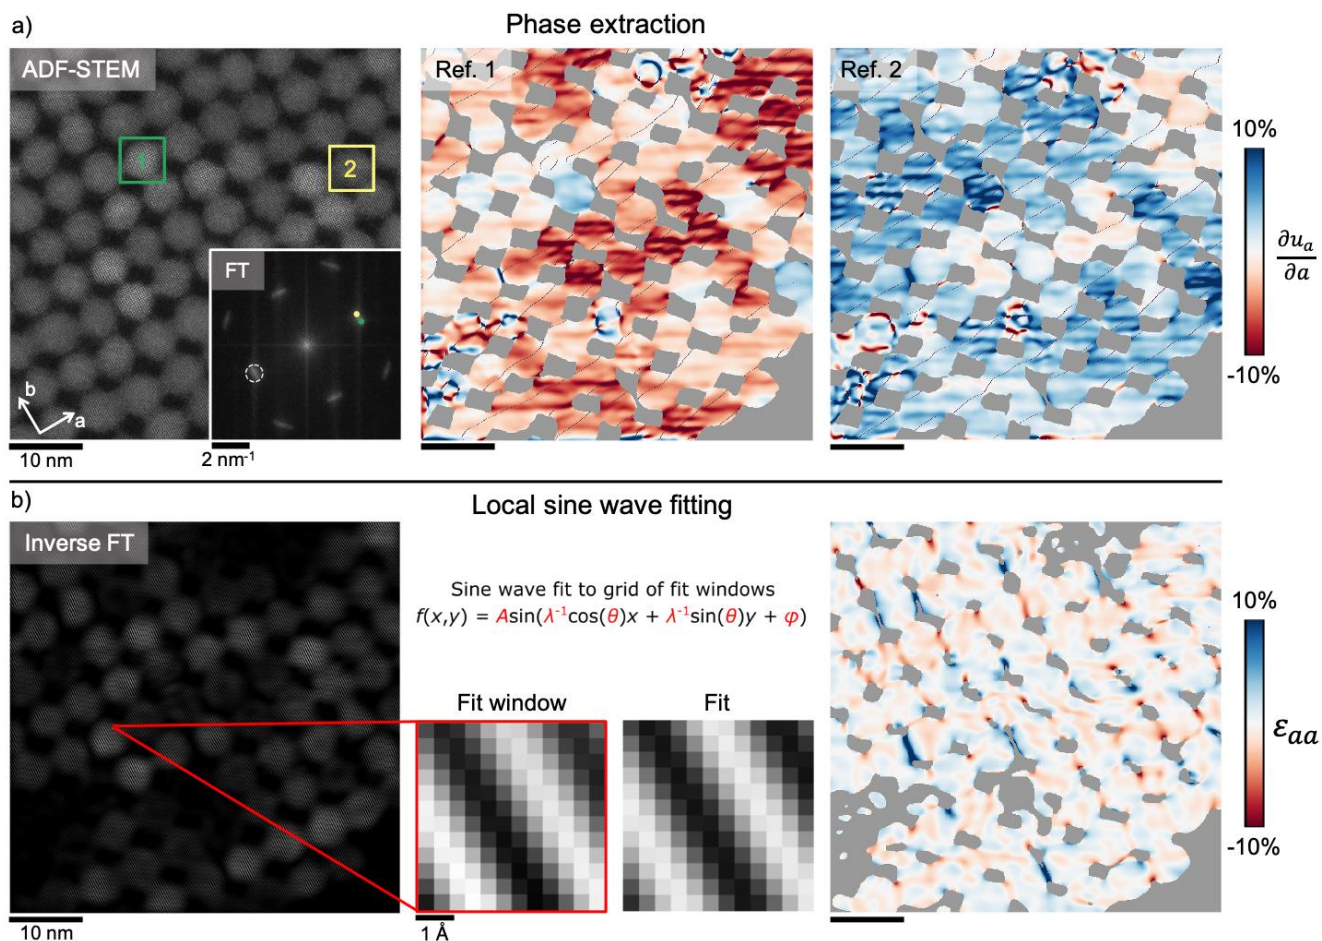 a)
Phase extraction
ADF-STEM
1
2
FT
b
a
10 nm
2 nm⁻¹
Ref. 1
Ref. 2
10%
∂u_a
∂a
-10%
b)
Local sine wave fitting
Inverse FT
Sine wave fit to grid of fit windows
f(x,y) = Asin(λ⁻¹cos(θ)x + λ⁻¹sin(θ)y + φ)
Fit window
Fit
10 nm
1 Å
10%
ε_aa
-10%